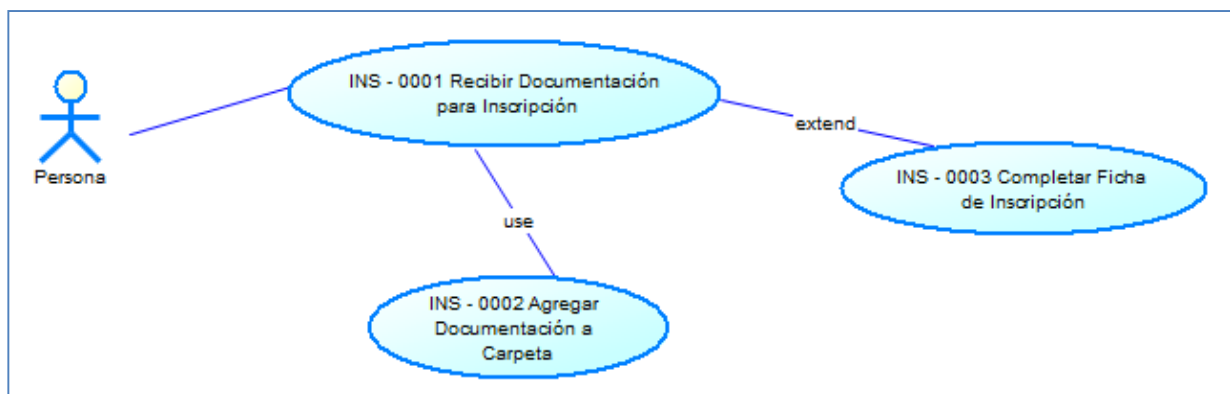 INS - 0001 Recibir Documentación
para Inscripción
extend
Persona
INS - 0003 Completar Ficha
de Inscripción
use
INS - 0002 Agregar
Documentación a
Carpeta